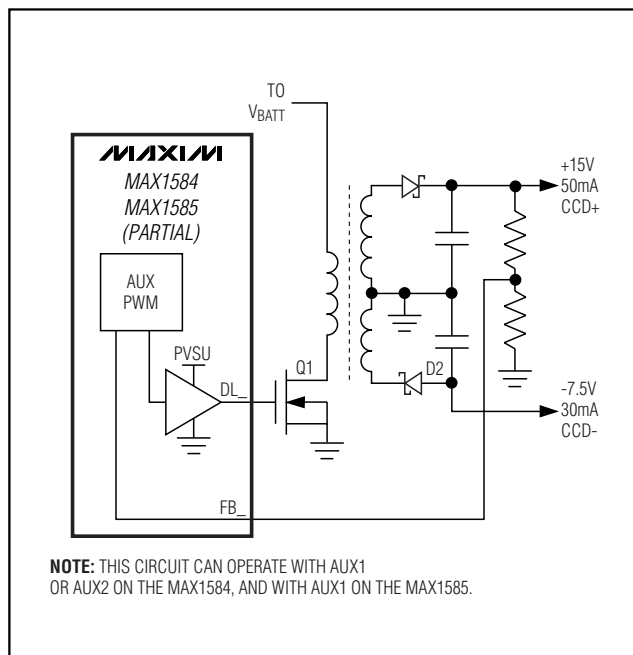 TO
VBATT
MAXIM
MAX1584
MAX1585
(PARTIAL)
AUX
PWM
PVSU
DL_
Q1
FB_
D2
+15V
50mA
CCD+
-7.5V
30mA
CCD-
NOTE: THIS CIRCUIT CAN OPERATE WITH AUX1
OR AUX2 ON THE MAX1584, AND WITH AUX1 ON THE MAX1585.